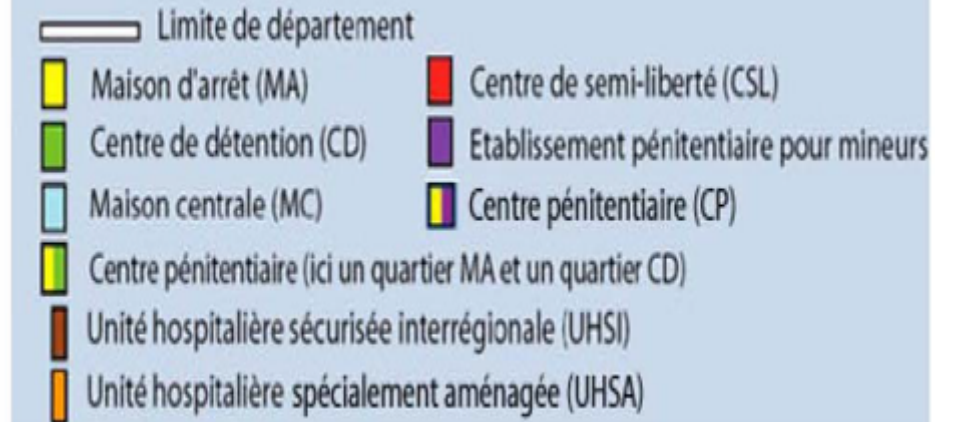 Limite de département
Maison d'arrêt (MA)
Centre de semi-liberté (CSL)
Centre de détention (CD)
Etablissement pénitentiaire pour mineurs
Maison centrale (MC)
Centre pénitentiaire (CP)
Centre pénitentiaire (ici un quartier MA et un quartier CD)
Unité hospitalière sécurisée interrégionale (UHSI)
Unité hospitalière spécialement aménagée (UHSA)